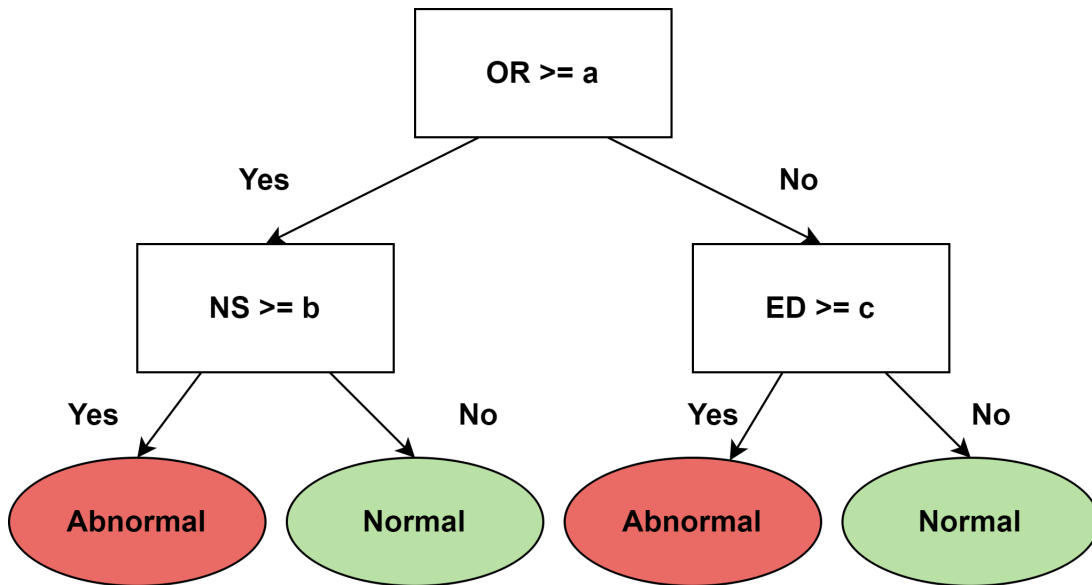 OR >= a
Yes
No
NS >= b
ED >= c
Yes
No
Yes
No
Abnormal
Normal
Abnormal
Normal